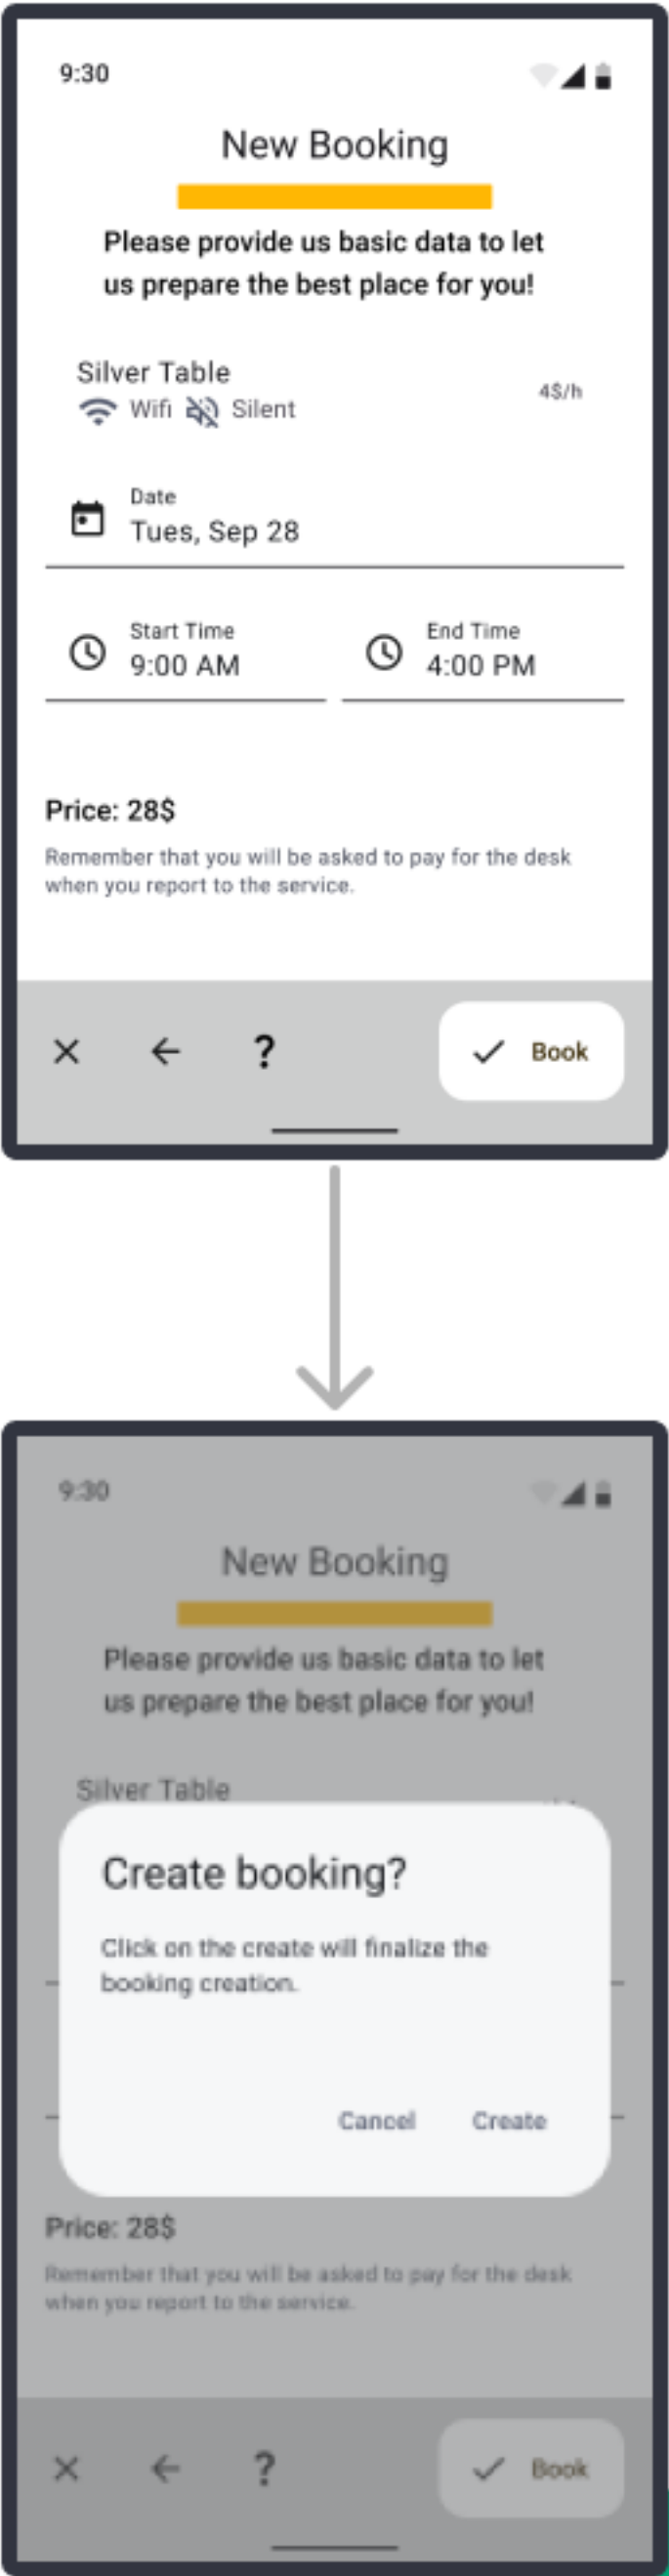 9:30
New Booking
Please provide us basic data to let
us prepare the best place for you!
Silver Table
4$/h
Wifi Silent
Date
Tues, Sep 28
Start Time
End Time
9:00 AM
4:00 PM
Price: 28$
Remember that you will be asked to pay for the desk
when you report to the service.
? Book
9:30
New Booking
Please provide us basic data to let
us prepare the best place for you!
Silver Table
Create booking?
Click on the create will finalize the
booking creation.
Cancel Create
Price: 28$
Remember that you will be asked to pay for the desk
when you report to the service.
? Book